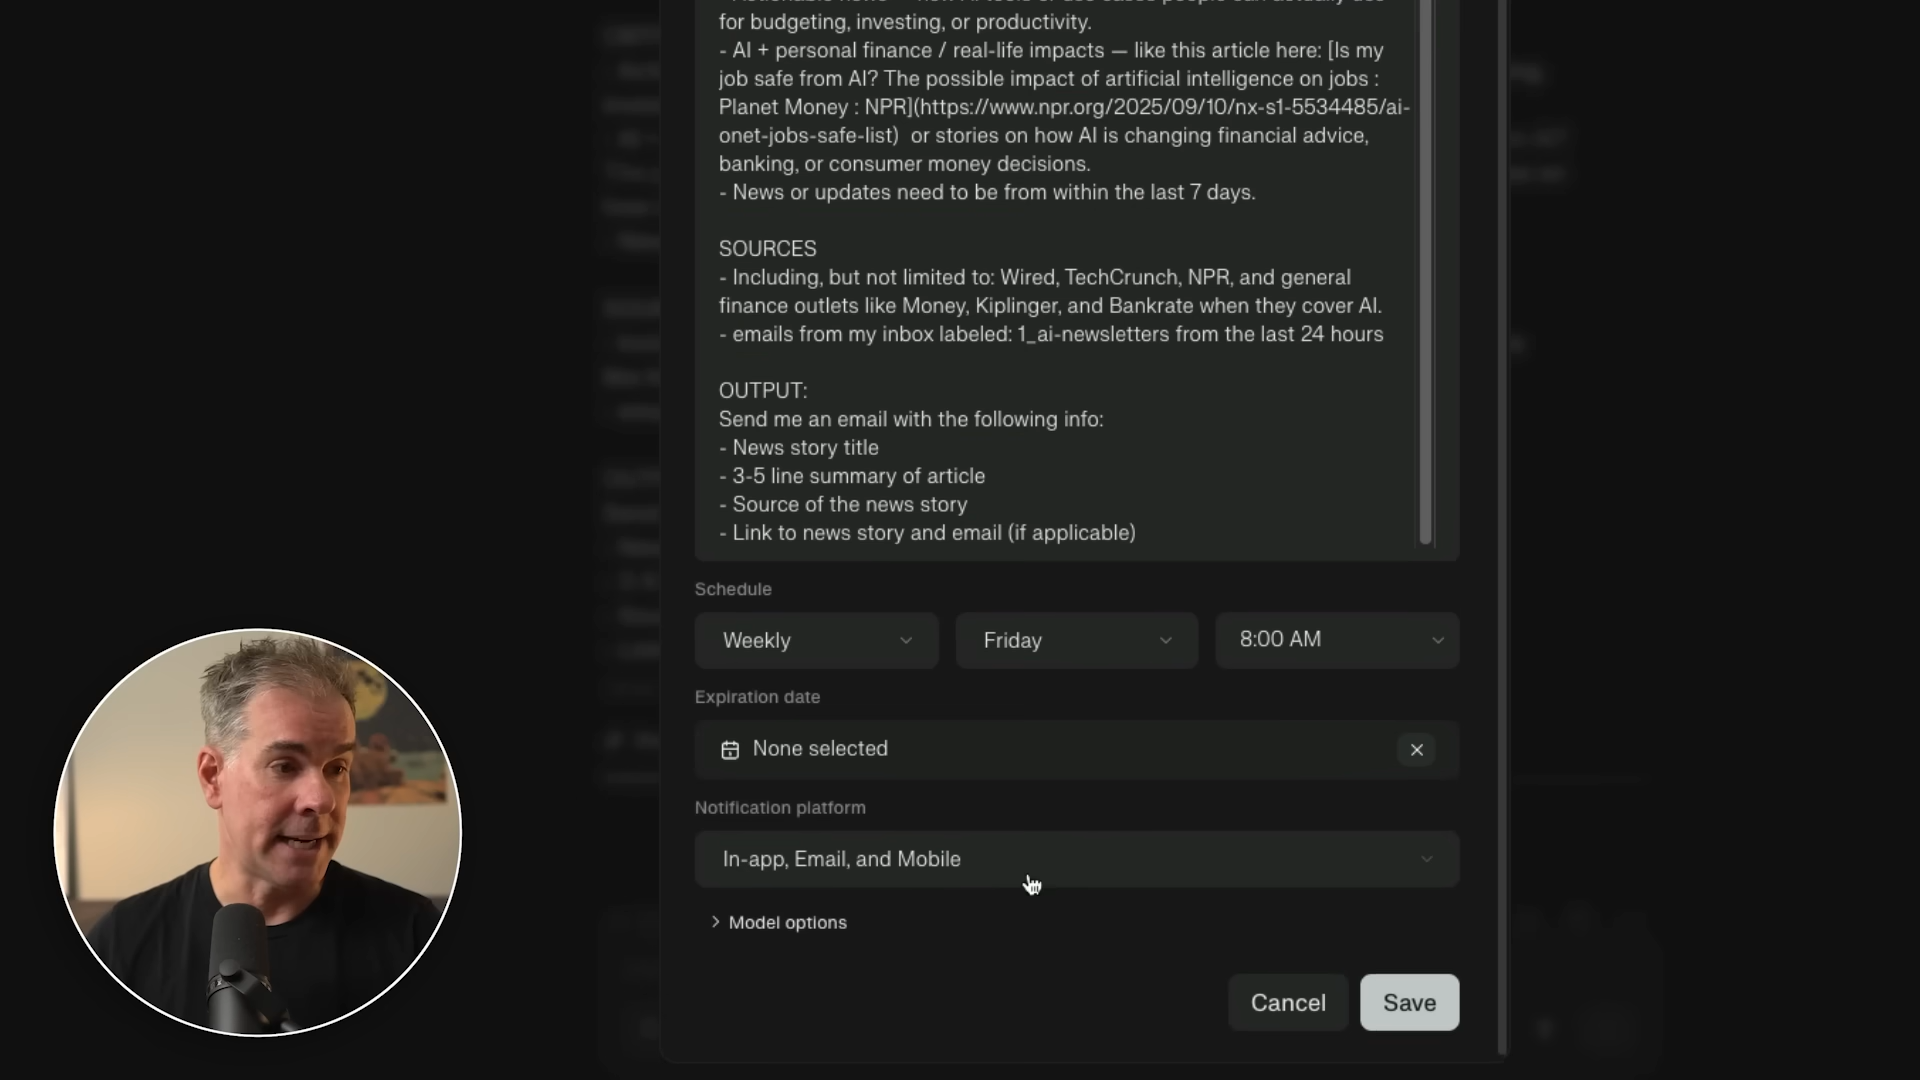 for budgeting, investing, or productivity.
- AI + personal finance / real-life impacts — like this article here: [Is my
job safe from AI? The possible impact of artificial intelligence on jobs :
Planet Money : NPR](https://www.npr.org/2025/09/10/nx-s1-5534485/ai-
onet-jobs-safe-list)  or stories on how AI is changing financial advice,
banking, or consumer money decisions.
- News or updates need to be from within the last 7 days.
SOURCES
- Including, but not limited to: Wired, TechCrunch, NPR, and general
finance outlets like Money, Kiplinger, and Bankrate when they cover AI.
- emails from my inbox labeled: 1_ai-newsletters from the last 24 hours
OUTPUT:
Send me an email with the following info:
- News story title
- 3-5 line summary of article
- Source of the news story
- Link to news story and email (if applicable)
Schedule
Weekly
Friday
8:00 AM
Expiration date
None selected
Notification platform
In-app, Email, and Mobile
Model options
Cancel
Save